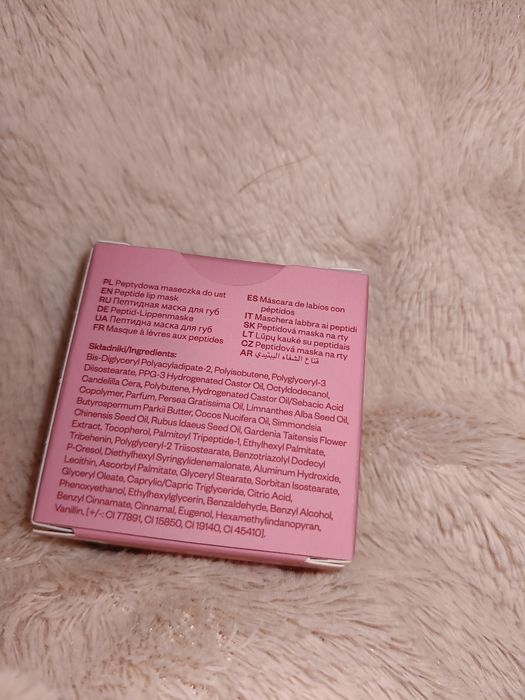 PL Peptydowa maseczka do ust
EN Peptide lip mask
RU Пептидная маска для губ
DE Peptid-Lippenmaske
UA Пептидна маска для губ
FR Masque à lèvres aux peptides
ES Máscara de labios con
péptidos
IT Maschera labbra ai peptidi
SK Peptidová maska na rty
LT Lūpų kaukė su peptidais
CZ Peptidová maska na rty
AR قناع الشفاه الببتيدي
Składniki/Ingredients:
Bis-Diglyceryl Polyacyladipate-2, Polyisobutene, Polyglyceryl-3
Diisostearate, PPG-3 Hydrogenated Castor Oil, Octyldodecanol,
Candelilla Cera, Polybutene, Hydrogenated Castor Oil/Sebacic Acid
Copolymer, Parfum, Persea Gratissima Oil, Limnanthes Alba Seed Oil,
Butyrospermum Parkii Butter, Cocos Nucifera Oil, Simmondsia
Chinensis Seed Oil, Rubus Idaeus Seed Oil, Gardenia Taitensis Flower
Extract, Tocopherol, Palmitoyl Tripeptide-1, Ethylhexyl Palmitate,
Tribehenin, Polyglyceryl-2 Triisostearate, Benzotriazolyl Dodecyl
P-Cresol, Diethylhexyl Syringylidenemalonate, Aluminum Hydroxide,
Lecithin, Ascorbyl Palmitate, Glyceryl Stearate, Sorbitan Isostearate,
Glyceryl Oleate, Caprylic/Capric Triglyceride, Citric Acid,
Phenoxyethanol, Ethylhexylglycerin, Benzaldehyde, Benzyl Alcohol,
Benzyl Cinnamate, Cinnamal, Eugenol, Hexamethylindanopyran,
Vanillin, [+/-: CI 77891, CI 15850, CI 19140, CI 45410].